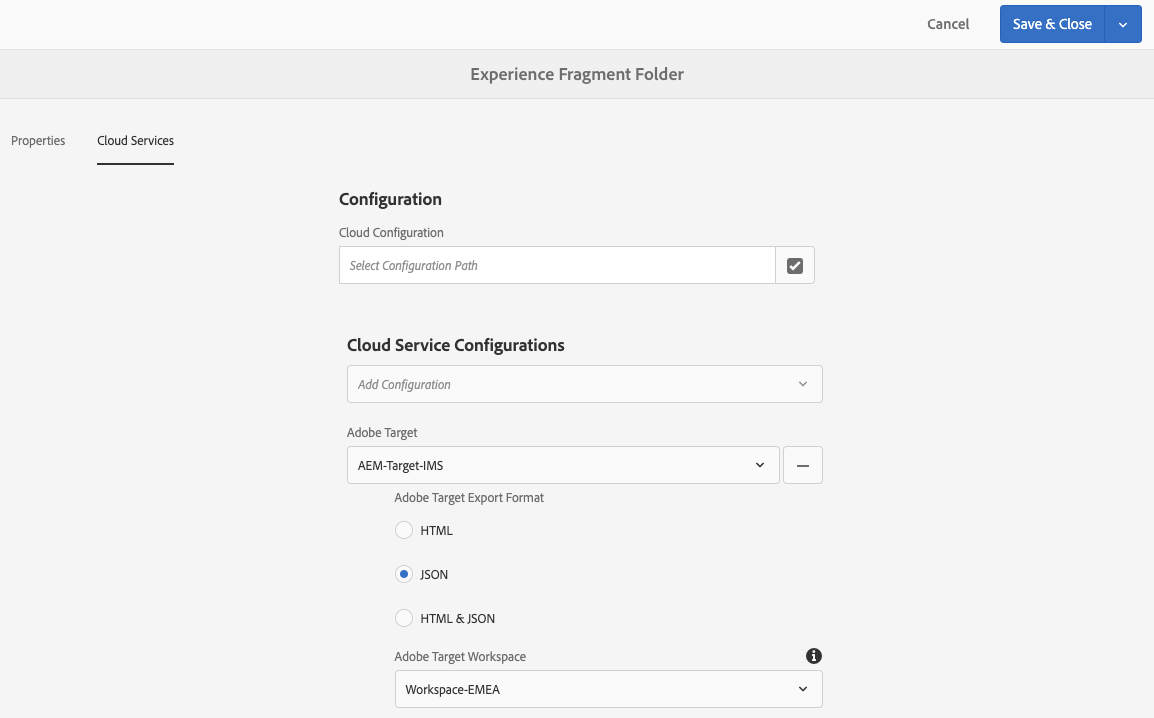 Cancel
Save & Close
Experience Fragment Folder
Properties
Cloud Services
Configuration
Cloud Configuration
Select Configuration Path
Cloud Service Configurations
Add Configuration
Adobe Target
AEM-Target-IMS
Adobe Target Export Format
HTML
JSON
HTML & JSON
Adobe Target Workspace
Workspace-EMEA